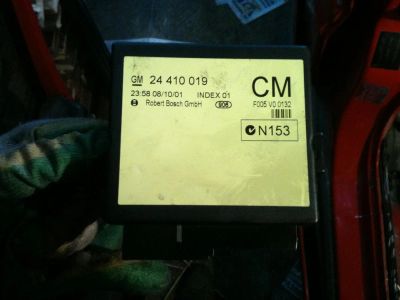 GM 24 410 019 CM
23:58 08/10/01 INDEX 01 F005 V0 0132
Robert Bosch GmbH 906
N153